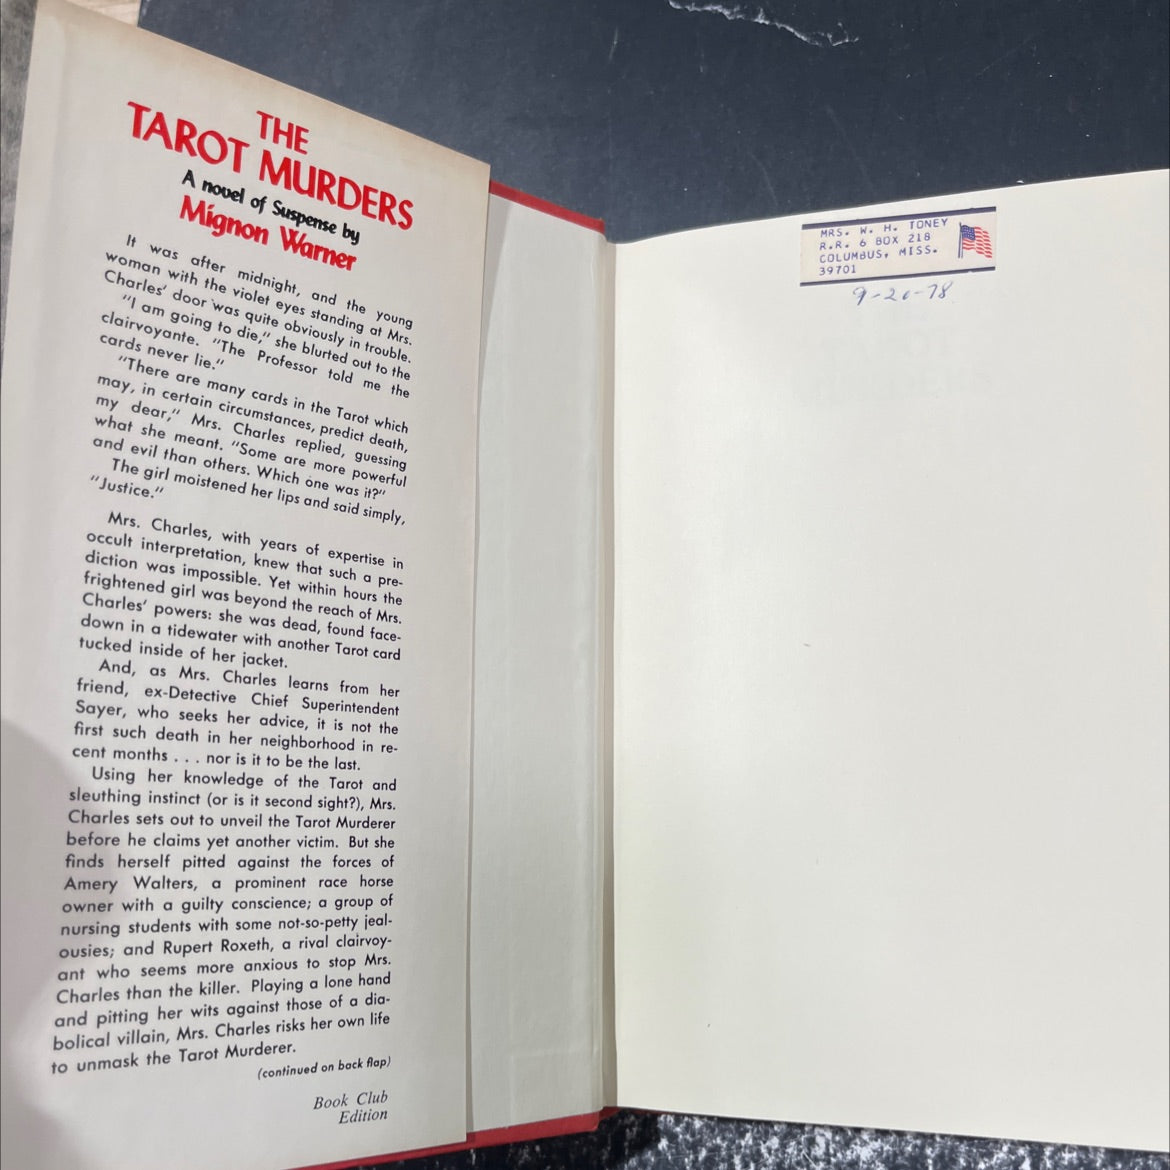 THE
TAROT MURDERS
A novel of Suspense by
Mignon Warner
It was after midnight, and the young
woman with the violet eyes standing at Mrs.
Charles' door was quite obviously in trouble.
"I am going to die," she blurted out to the
clairvoyante. "The Professor told me the
cards never lie."
"There are many cards in the Tarot which
may, in certain circumstances, predict death,
my dear," Mrs. Charles replied, guessing
what she meant. "Some are more powerful
and evil than others. Which one was it?"
The girl moistened her lips and said simply,
"Justice."
Mrs. Charles, with years of expertise in
occult interpretation, knew that such a pre-
diction was impossible. Yet within hours the
frightened girl was beyond the reach of Mrs.
Charles' powers: she was dead, found face-
down in a tidewater with another Tarot card
tucked inside of her jacket.
And, as Mrs. Charles learns from her
friend, ex-Detective Chief Superintendent
Sayer, who seeks her advice, it is not the
first such death in her neighborhood in re-
cent months . . . nor is it to be the last.
Using her knowledge of the Tarot and
sleuthing instinct (or is it second sight?), Mrs.
Charles sets out to unveil the Tarot Murderer
before he claims yet another victim. But she
finds herself pitted against the forces of
Amery Walters, a prominent race horse
owner with a guilty conscience; a group of
nursing students with some not-so-petty jeal-
ousies; and Rupert Roxeth, a rival clairvoy-
ant who seems more anxious to stop Mrs.
Charles than the killer. Playing a lone hand
and pitting her wits against those of a dia-
bolical villain, Mrs. Charles risks her own life
to unmask the Tarot Murderer.
(continued on back flap)
Book Club
Edition
MRS. W. H. TONEY
R.R. 6 BOX 218
COLUMBUS, MISS.
39701
9-20-78